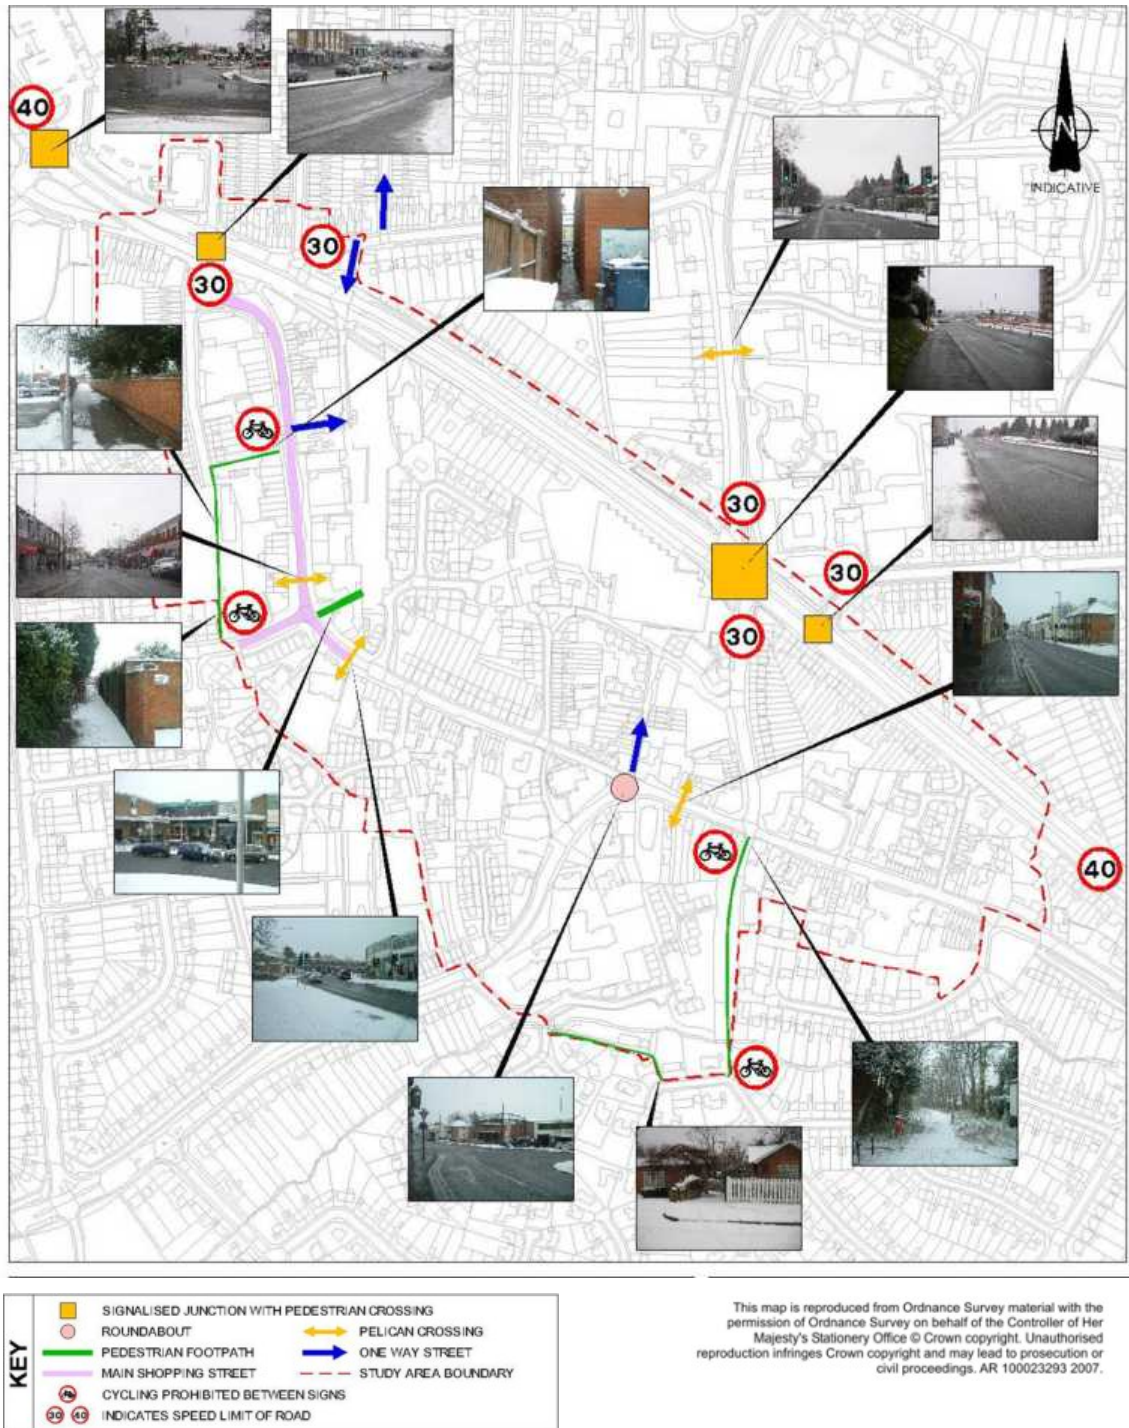 40
N
INDICATIVE
30
30
30
30
30
40
KEY
SIGNALISED JUNCTION WITH PEDESTRIAN CROSSING
ROUNDABOUT
PELICAN CROSSING
PEDESTRIAN FOOTPATH
ONE WAY STREET
MAIN SHOPPING STREET
STUDY AREA BOUNDARY
CYCLING PROHIBITED BETWEEN SIGNS
30 40 INDICATES SPEED LIMIT OF ROAD
This map is reproduced from Ordnance Survey material with the
permission of Ordnance Survey on behalf of the Controller of Her
Majesty's Stationery Office © Crown copyright. Unauthorised
reproduction infringes Crown copyright and may lead to prosecution or
civil proceedings. AR 100023293 2007.